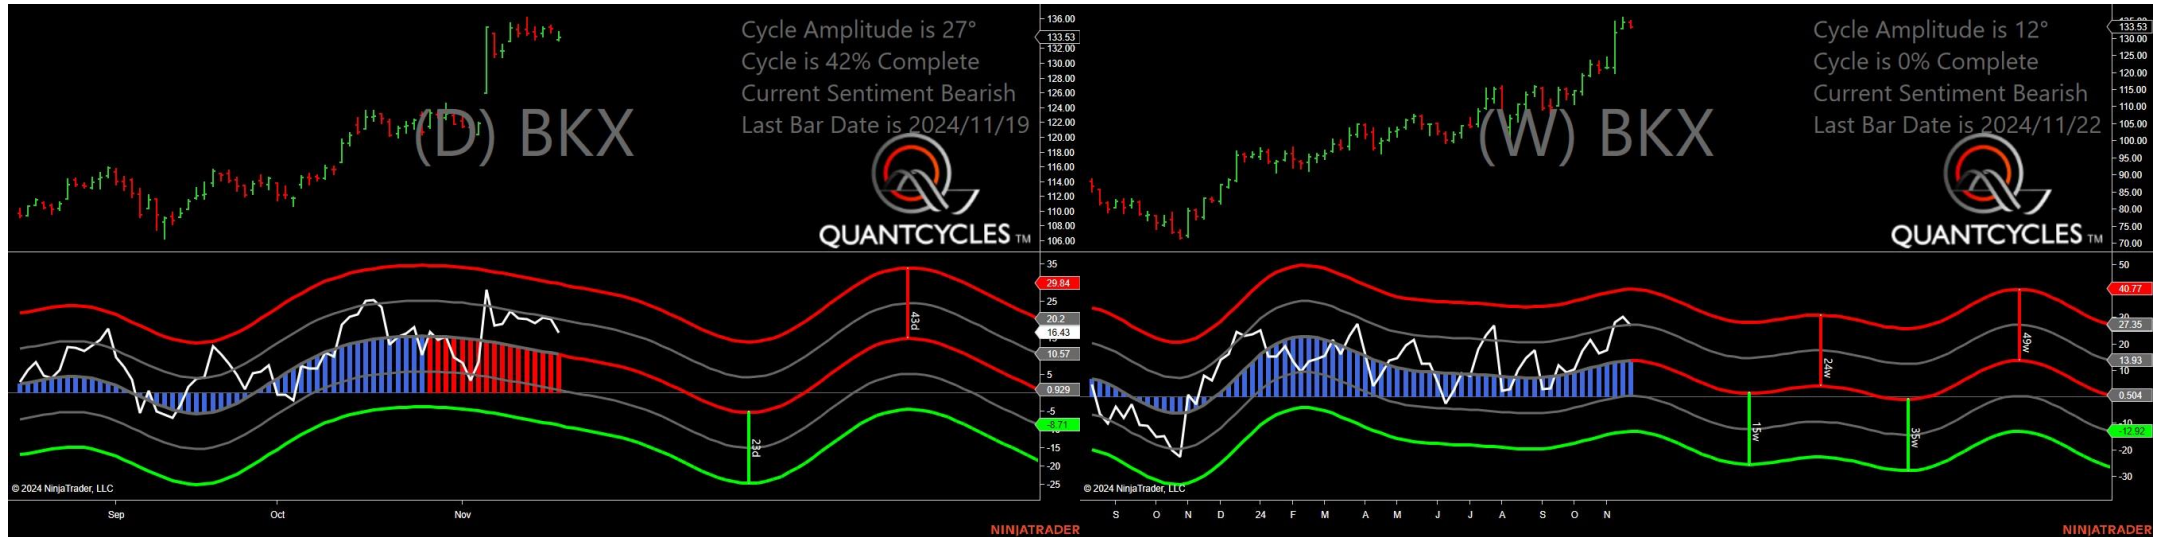 Cycle Amplitude is 27°
Cycle is 42% Complete
Current Sentiment Bearish
Last Bar Date is 2024/11/19
(D) BKX
QUANTCYCLES TM
136.00
133.53
132.00
130.00
128.00
126.00
124.00
122.00
120.00
118.00
116.00
114.00
112.00
110.00
108.00
106.00
35
29.84
25
20.2
16.43
10.57
5
0.929
-5
-8.71
-15
-20
-25
43d
23d
© 2024 NinjaTrader, LLC
Sep Oct Nov
NINJATRADER
Cycle Amplitude is 12°
Cycle is 0% Complete
Current Sentiment Bearish
Last Bar Date is 2024/11/22
(W) BKX
QUANTCYCLES TM
133.53
130.00
125.00
120.00
115.00
110.00
105.00
100.00
95.00
90.00
85.00
80.00
75.00
70.00
50
40.77
27.35
20
13.93
10
0.504
-10
-12.92
-20
-30
24w
49w
15w
35w
© 2024 NinjaTrader, LLC
S O N D 24 F M A M J J A S O N
NINJATRADER